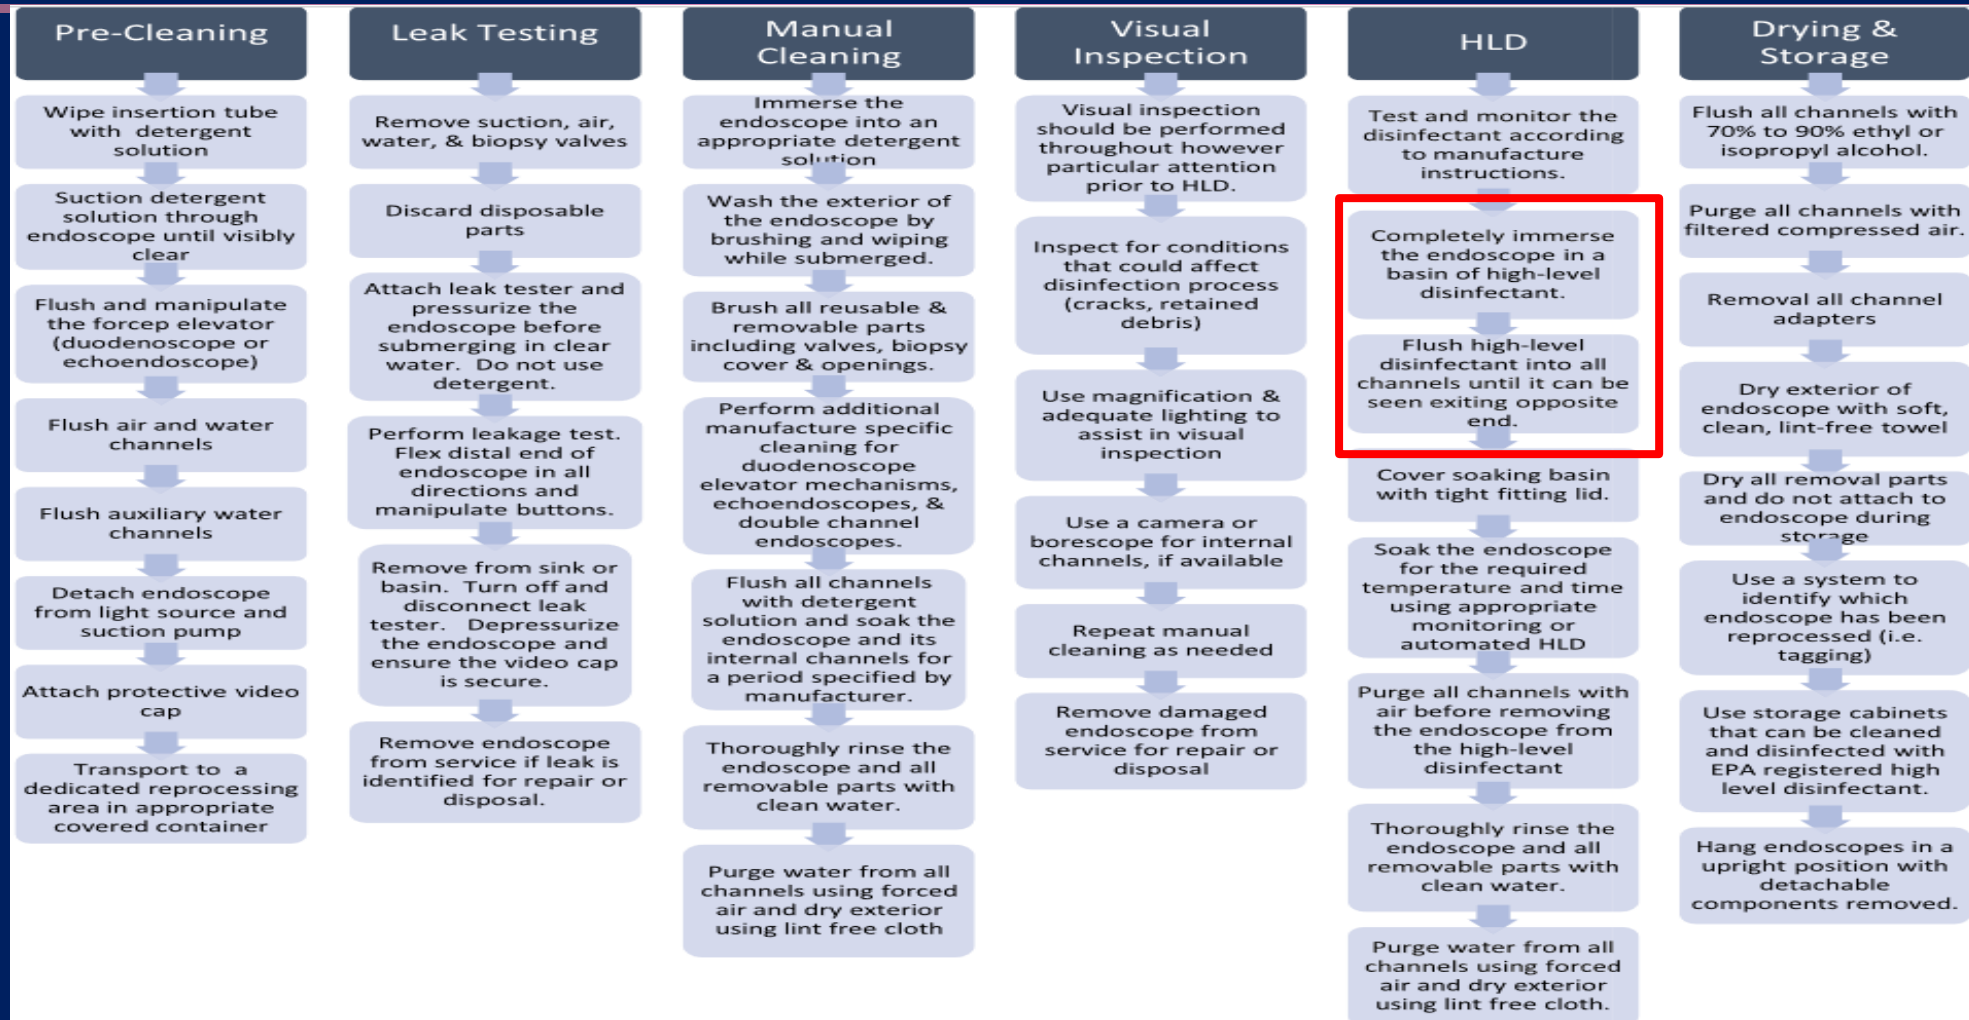 Pre-Cleaning
Wipe insertion tube
with detergent
solution
Suction detergent
solution through
endoscope until visibly
clear
Flush and manipulate
the forcep elevator
(duodenoscope or
echoendoscope)
Flush air and water
channels
Flush auxiliary water
channels
Detach endoscope
from light source and
suction pump
Attach protective video
cap
Transport to a
dedicated reprocessing
area in appropriate
covered container
Leak Testing
Remove suction, air,
water, & biopsy valves
Discard disposable
parts
Attach leak tester and
pressurize the
endoscope before
submerging in clear
water. Do not use
detergent.
Perform leakage test.
Flex distal end of
endoscope in all
directions and
manipulate buttons.
Remove from sink or
basin. Turn off and
disconnect leak
tester. Depressurize
the endoscope and
ensure the video cap
is secure.
Remove endoscope
from service if leak is
identified for repair or
disposal.
Manual
Cleaning
Immerse the
endoscope into an
appropriate detergent
solution
Wash the exterior of
the endoscope by
brushing and wiping
while submerged.
Brush all reusable &
removable parts
including valves, biopsy
cover & openings.
Perform additional
manufacture specific
cleaning for
duodenoscope
elevator mechanisms,
echoendoscopes, &
double channel
endoscopes.
Flush all channels
with detergent
solution and soak the
endoscope and its
internal channels for
a period specified by
manufacturer.
Thoroughly rinse the
endoscope and all
removable parts with
clean water.
Purge water from all
channels using forced
air and dry exterior
using lint free cloth
Visual
Inspection
Visual inspection
should be performed
throughout however
particular attention
prior to HLD.
Inspect for conditions
that could affect
disinfection process
(cracks, retained
debris)
Use magnification &
adequate lighting to
assist in visual
inspection
Use a camera or
borescope for internal
channels, if available
Repeat manual
cleaning as needed
Remove damaged
endoscope from
service for repair or
disposal
HLD
Test and monitor the
disinfectant according
to manufacture
instructions.
Completely immerse
the endoscope in a
basin of high-level
disinfectant.
Flush high-level
disinfectant into all
channels until it can be
seen exiting opposite
end.
Cover soaking basin
with tight fitting lid.
Soak the endoscope
for the required
temperature and time
using appropriate
monitoring or
automated HLD
Purge all channels with
air before removing
the endoscope from
the high-level
disinfectant
Thoroughly rinse the
endoscope and all
removable parts with
clean water.
Purge water from all
channels using forced
air and dry exterior
using lint free cloth.
Drying &
Storage
Flush all channels with
70% to 90% ethyl or
isopropyl alcohol.
Purge all channels with
filtered compressed air.
Removal all channel
adapters
Dry exterior of
endoscope with soft,
clean, lint-free towel
Dry all removal parts
and do not attach to
endoscope during
storage
Use a system to
identify which
endoscope has been
reprocessed (i.e.
tagging)
Use storage cabinets
that can be cleaned
and disinfected with
EPA registered high
level disinfectant.
Hang endoscopes in a
upright position with
detachable
components removed.